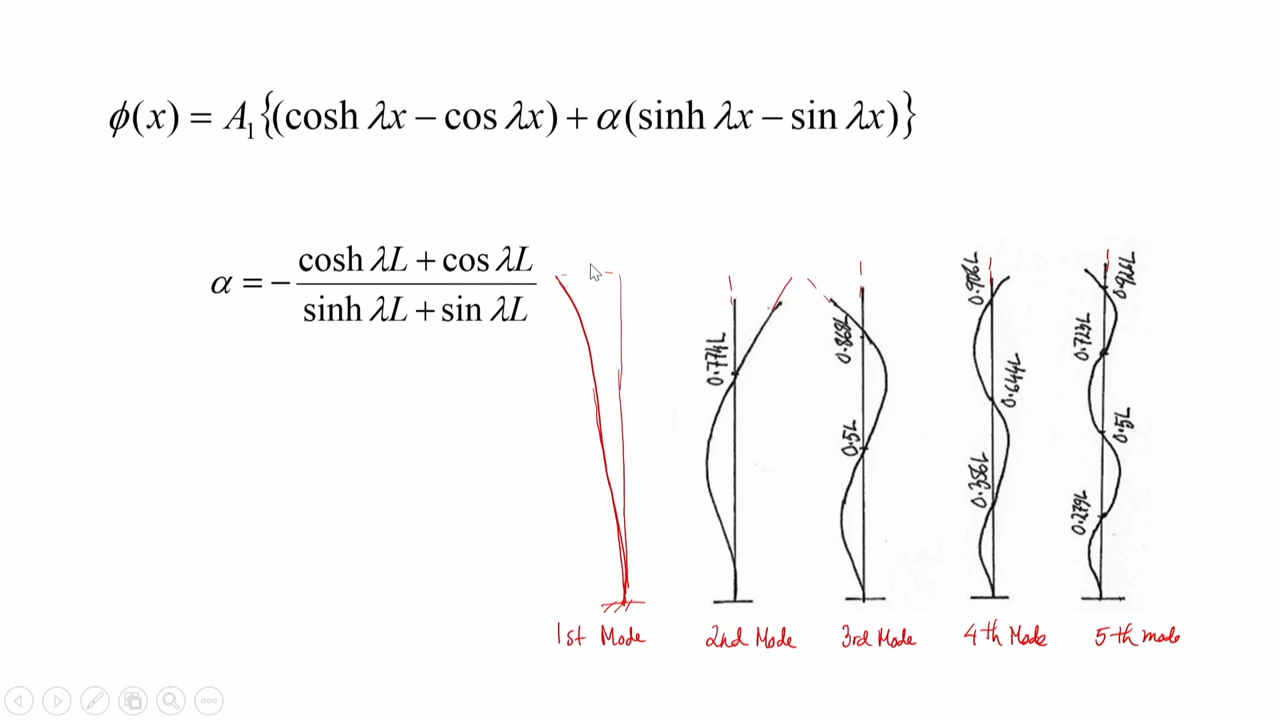 ϕ(x) = A₁{(cosh λx − cos λx) + α(sinh λx − sin λx)}
α = − (cosh λL + cos λL) / (sinh λL + sin λL)
0.774L
0.868L
0.5L
0.906L
0.644L
0.356L
0.926L
0.723L
0.5L
0.279L
1st Mode
2nd Mode
3rd Mode
4th Mode
5th mode